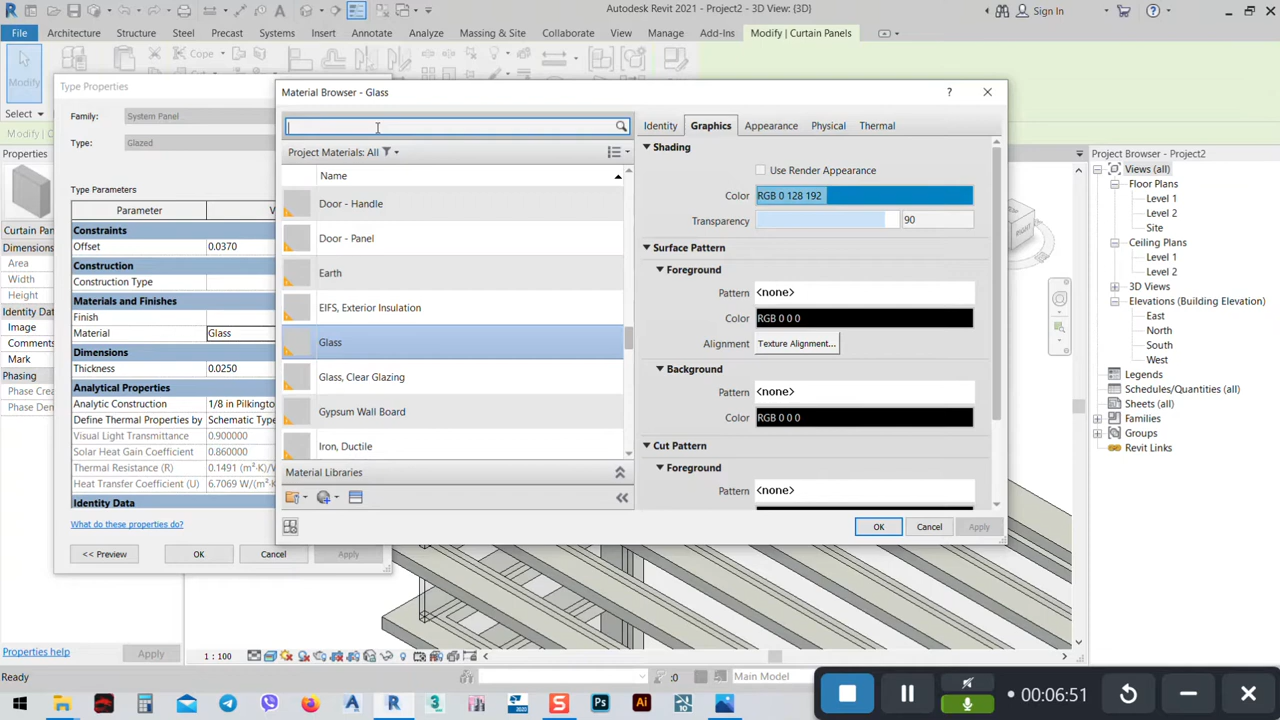 Autodesk Revit 2021 - Project2 - 3D View: {3D}
Sign In
File Architecture Structure Steel Precast Systems Insert Annotate Analyze Massing & Site Collaborate View Manage Add-Ins Modify | Curtain Panels
Modify
Cope
Select
Modify | C
Properties
Curtain Pan
Dimensions
Area
Width
Height
Identity Dat
Image
Comments
Mark
Phasing
Phase Crea
Phase Dem
Properties help
Apply
Type Properties
Family: System Panel
Type: Glazed
Type Parameters
Parameter V
Constraints
Offset 0.0370
Construction
Construction Type
Materials and Finishes
Finish
Material Glass
Dimensions
Thickness 0.0250
Analytical Properties
Analytic Construction 1/8 in Pilkington
Define Thermal Properties by Schematic Type
Visual Light Transmittance 0.900000
Solar Heat Gain Coefficient 0.860000
Thermal Resistance (R) 0.1491 (m²·K)/W
Heat Transfer Coefficient (U) 6.7069 W/(m²·K)
Identity Data
What do these properties do?
<< Preview OK Cancel Apply
Material Browser - Glass
?
Project Materials: All
Name
Door - Handle
Door - Panel
Earth
EIFS, Exterior Insulation
Glass
Glass, Clear Glazing
Gypsum Wall Board
Iron, Ductile
Material Libraries
Identity Graphics Appearance Physical Thermal
Shading
Use Render Appearance
Color RGB 0 128 192
Transparency 90
Surface Pattern
Foreground
Pattern <none>
Color RGB 0 0 0
Alignment Texture Alignment...
Background
Pattern <none>
Color RGB 0 0 0
Cut Pattern
Foreground
Pattern <none>
OK Cancel Apply
RIGHT
Project Browser - Project2
Views (all)
Floor Plans
Level 1
Level 2
Site
Ceiling Plans
Level 1
Level 2
3D Views
Elevations (Building Elevation)
East
North
South
West
Legends
Schedules/Quantities (all)
Sheets (all)
Families
Groups
Revit Links
1 : 100
Ready
:0
Main Model
00:06:51